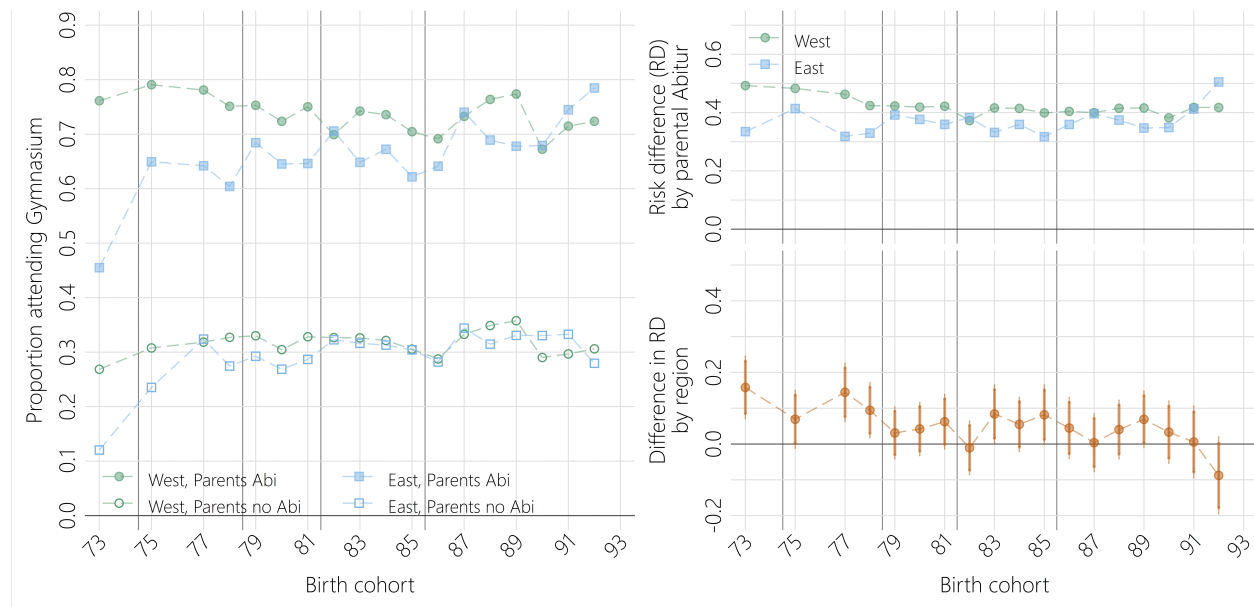 Proportion attending Gymnasium
0.9
0.8
0.7
0.6
0.5
0.4
0.3
0.2
0.1
0.0
West, Parents Abi
West, Parents no Abi
East, Parents Abi
East, Parents no Abi
73 75 77 79 81 83 85 87 89 91 93
Birth cohort
Risk difference (RD)
by parental Abitur
0.6
0.4
0.2
0.0
West
East
Difference in RD
by region
0.4
0.2
0.0
-0.2
73 75 77 79 81 83 85 87 89 91 93
Birth cohort